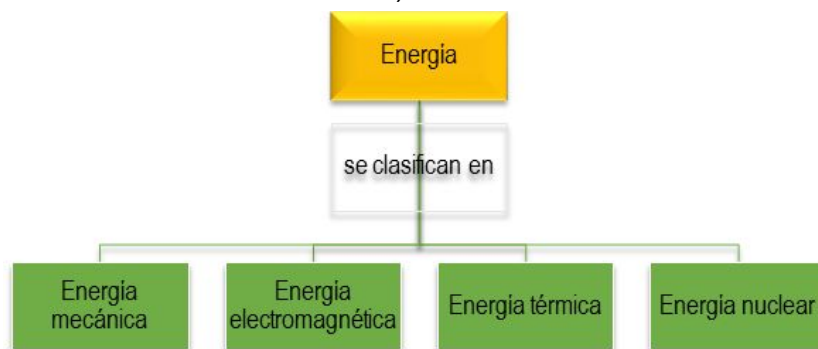 Energía
se clasifican en
Energía
mecánica
Energía
electromagnética
Energía térmica
Energía nuclear